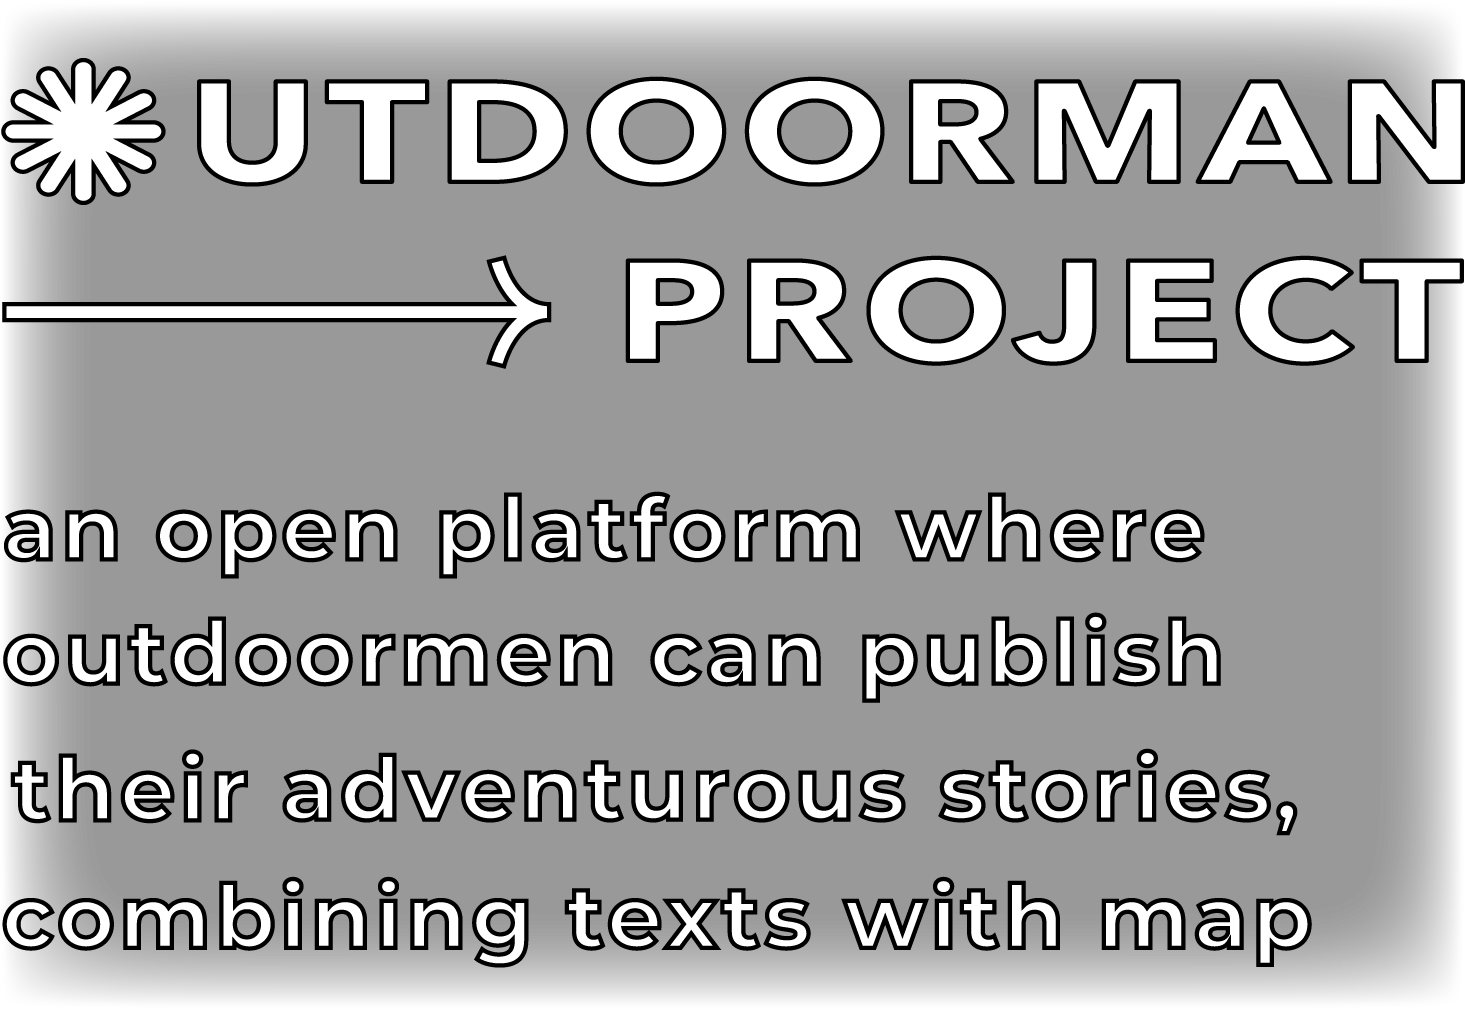 UTDOORMAN
PROJECT
an open platform where
outdoormen can publish
their adventurous stories,
combining texts with map